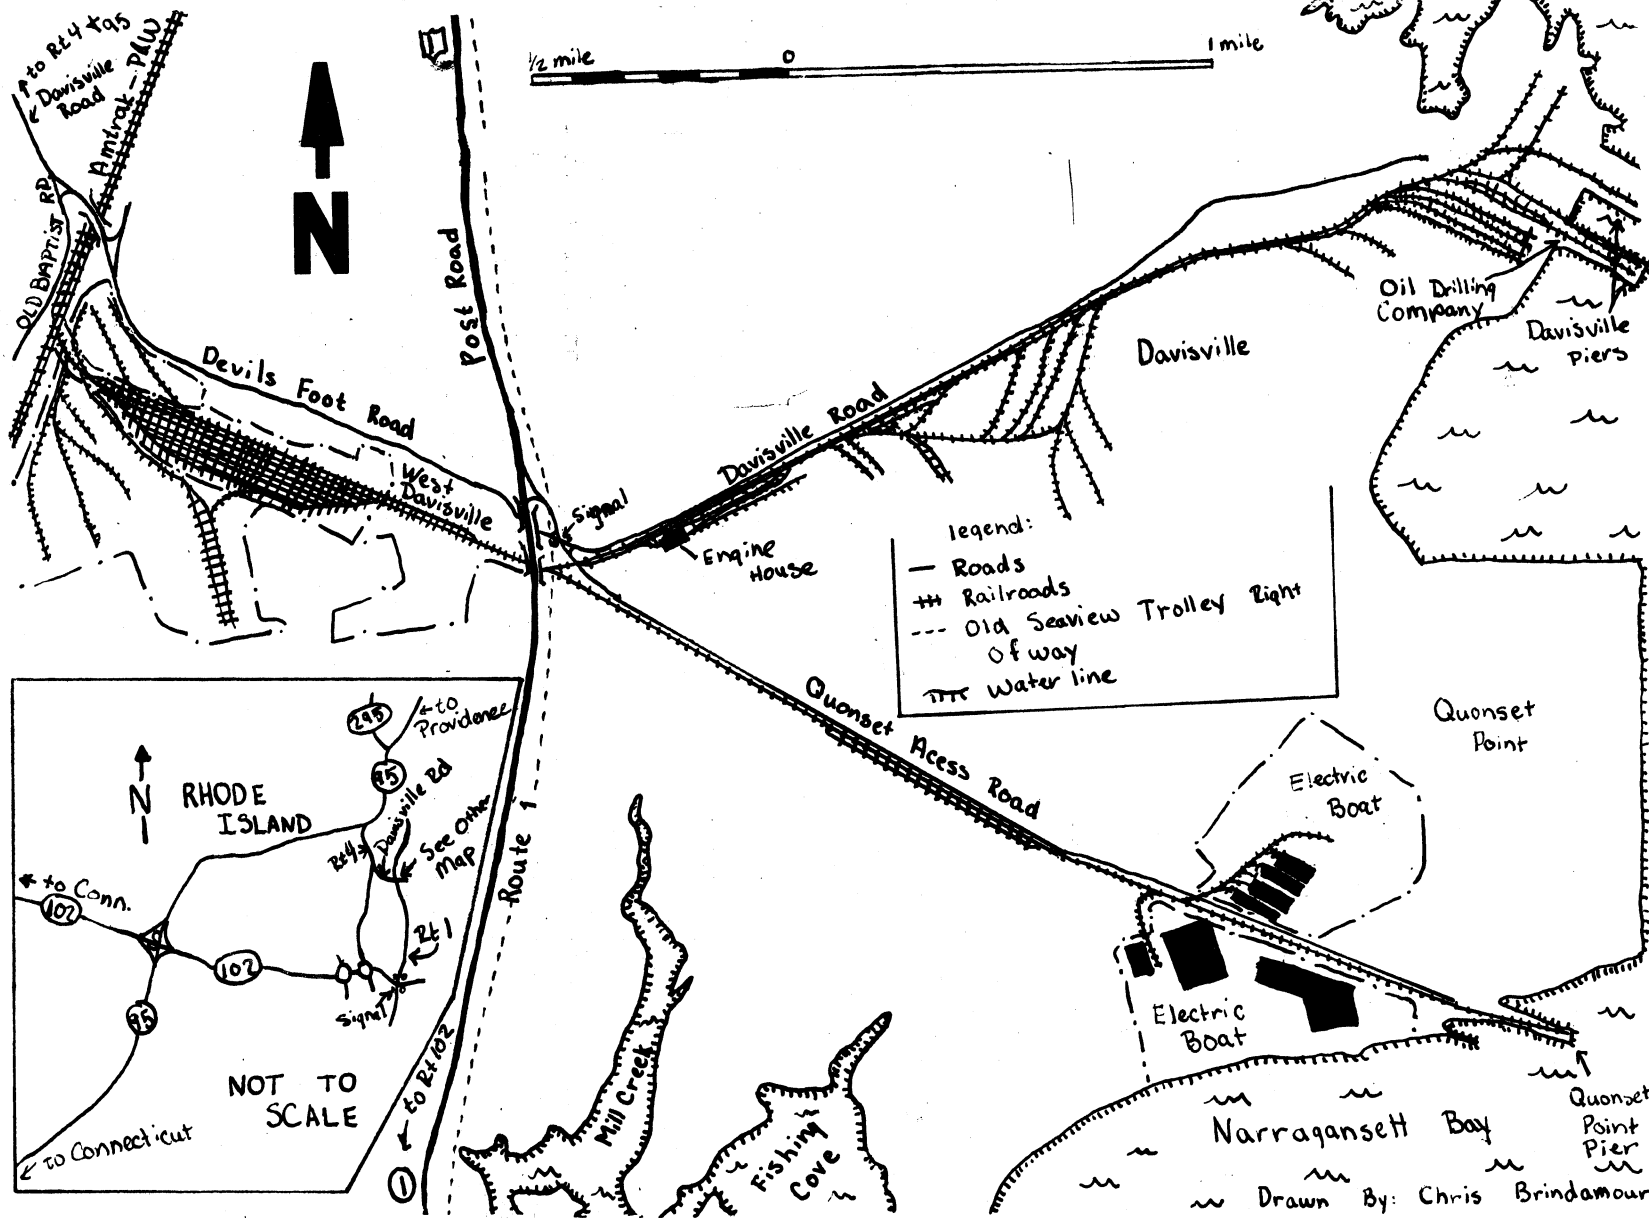 to Rt 4 +95
Davisville
Road
Amtrak - P&W
OLD BAPTIST RD
N
1/2 mile
0
1 mile
Post Road
Devils Foot Road
West
Davisville
Signal
Davisville Road
Engine
House
Davisville
Oil Drilling
Company
Davisville
Piers
legend:
Roads
Railroads
Old Seaview Trolley Right
Of way
Water line
Quonset Acess Road
Quonset
Point
Electric
Boat
Electric
Boat
Quonset
Point
Pier
Narragansett Bay
Drawn By: Chris Brindamour
Mill Creek
Fishing
Cove
Route 1
to Rt 102
1
N
RHODE
ISLAND
295
to
Providence
95
Davisville Rd
Rt4
See Other
Map
to Conn.
102
102
Rt 1
Signal
95
NOT TO
SCALE
to Connecticut